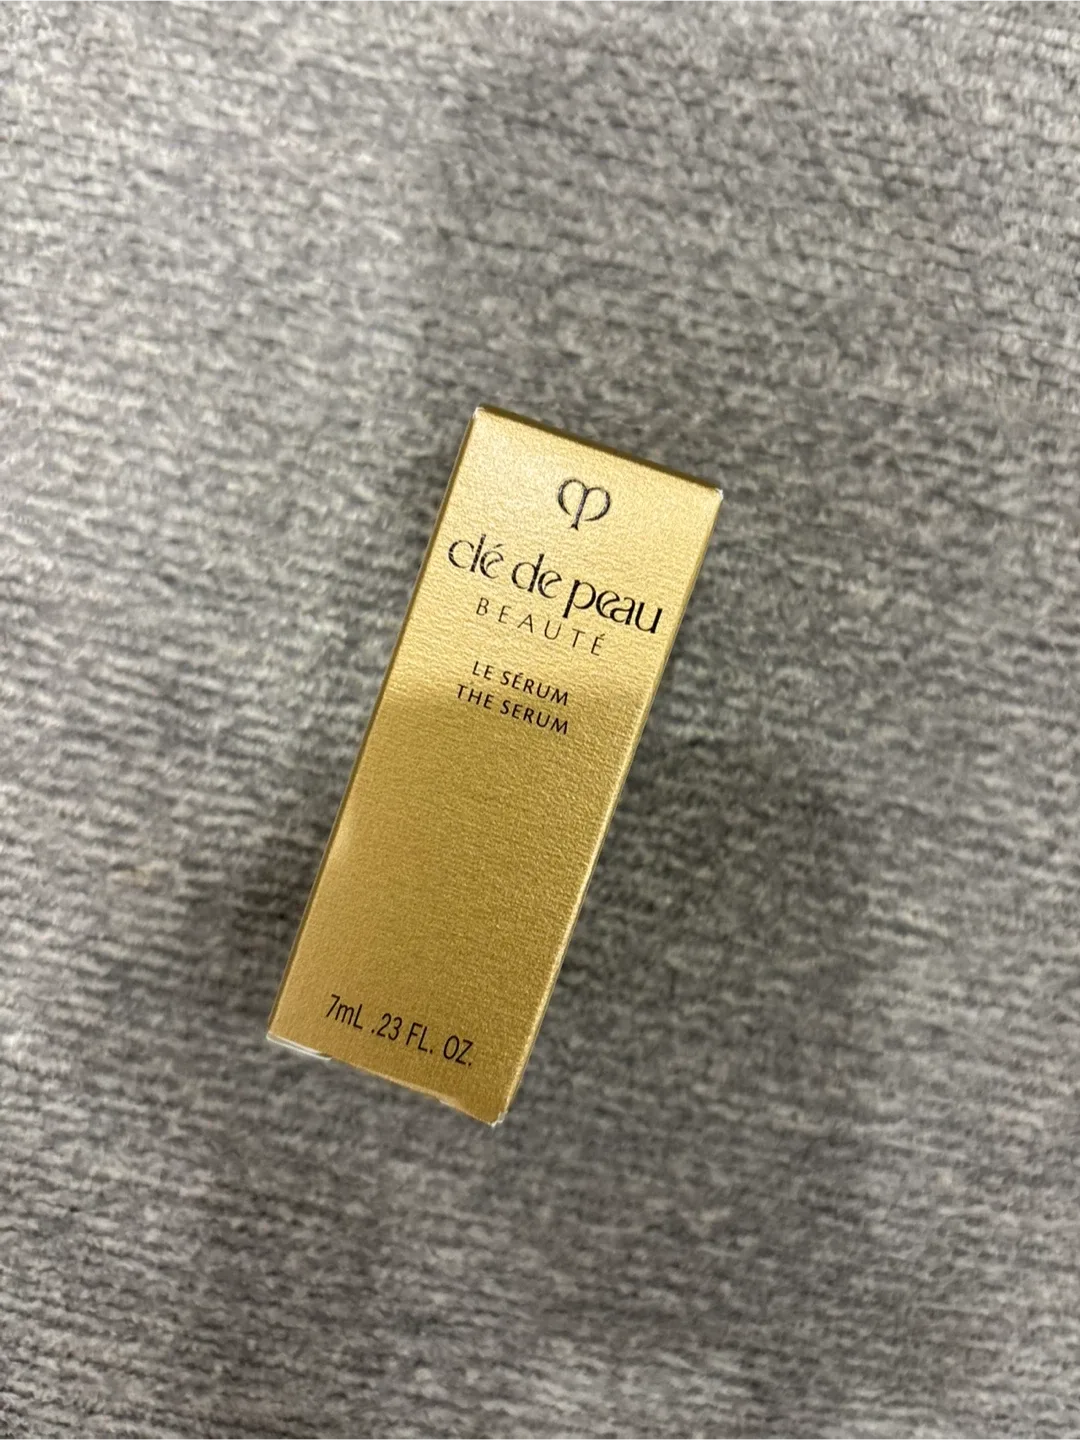 clé de peau
BEAUTÉ
LE SÉRUM
THE SERUM
7mL .23 FL. OZ.